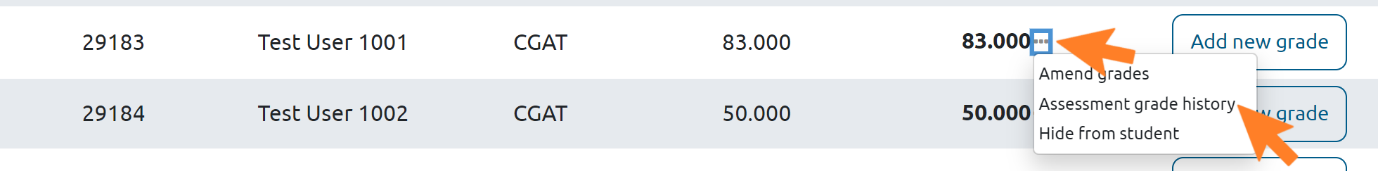 29183 Test User 1001 CGAT 83.000 83.000 Add new grade
Amend grades
29184 Test User 1002 CGAT 50.000 50.000 w grade
Assessment grade history
Hide from student